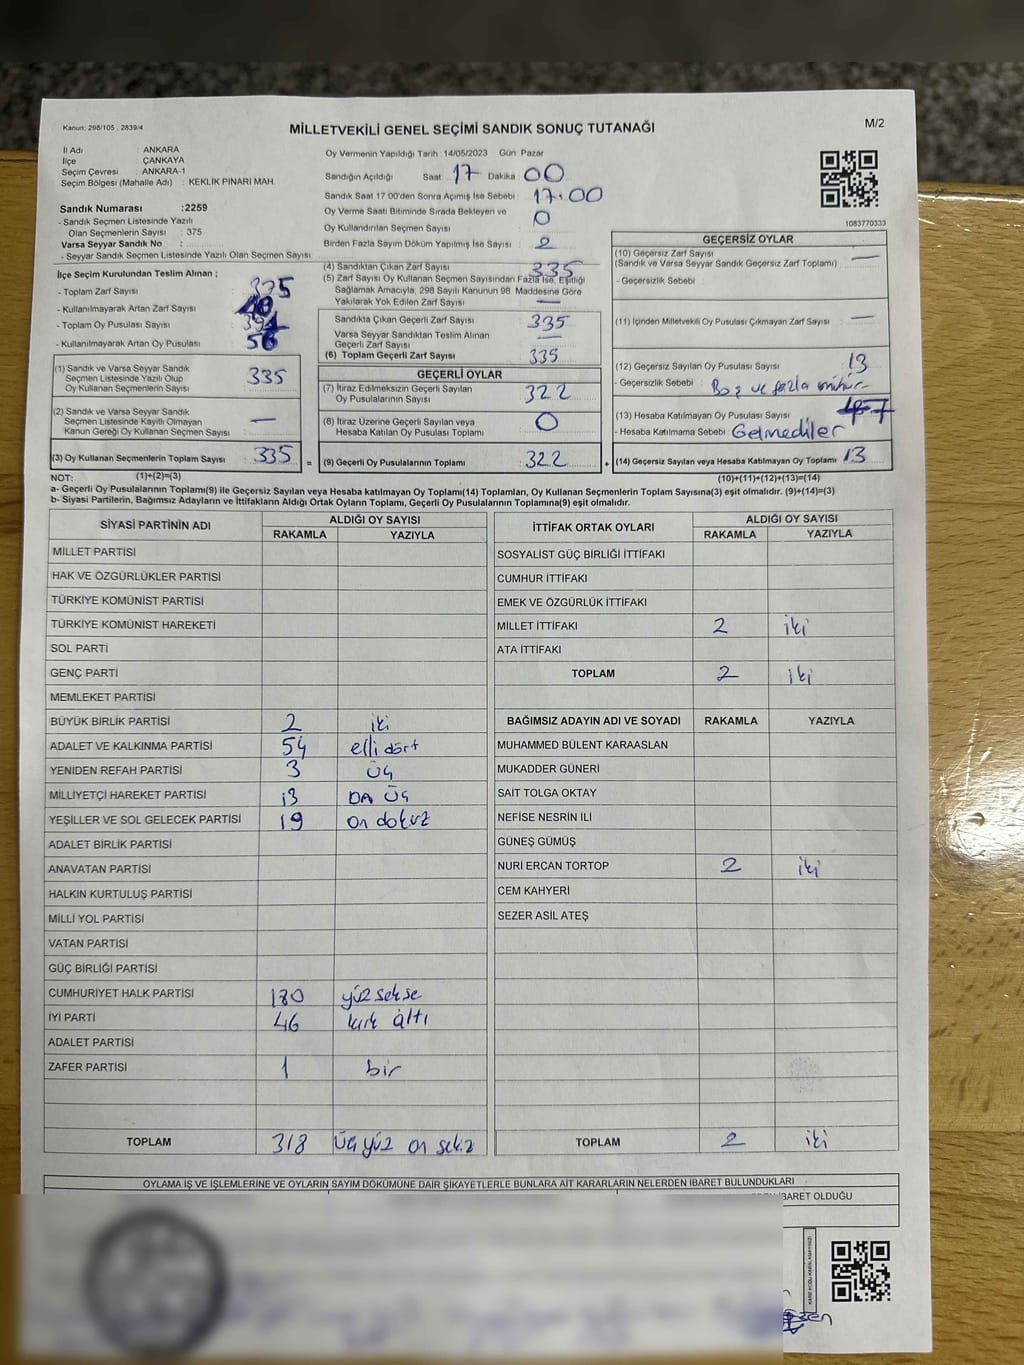 Kanun: 298/105 , 2839/4
MİLLETVEKİLİ GENEL SEÇİMİ SANDIK SONUÇ TUTANAĞI
M/2
İl Adı : ANKARA
İlçe : ÇANKAYA
Seçim Çevresi : ANKARA-1
Seçim Bölgesi (Mahalle Adı) : KEKLİK PINARI MAH.
Sandık Numarası :2259
- Sandık Seçmen Listesinde Yazılı
Olan Seçmenlerin Sayısı : 375
Varsa Seyyar Sandık No :
- Seyyar Sandık Seçmen Listesinde Yazılı Olan Seçmen Sayısı
Oy Vermenin Yapıldığı Tarih :14/05/2023 Gün Pazar
Sandığın Açıldığı Saat: 17 Dakika 00
Sandık Saat 17:00'den Sonra Açılmış İse Sebebi : 17:00
Oy Verme Saati Bitiminde Sırada Bekleyen ve
Oy Kullandırılan Seçmen Sayısı : 0
Birden Fazla Sayım Döküm Yapılmış İse Sayısı : 2
1083770333
İlçe Seçim Kurulundan Teslim Alınan ;
- Toplam Zarf Sayısı :
- Kullanılmayarak Artan Zarf Sayısı :
- Toplam Oy Pusulası Sayısı :
- Kullanılmayarak Artan Oy Pusulası : 56
(1) Sandık ve Varsa Seyyar Sandık
Seçmen Listesinde Yazılı Olup
Oy Kullanan Seçmenlerin Sayısı 335
(2) Sandık ve Varsa Seyyar Sandık
Seçmen Listesinde Kayıtlı Olmayan
Kanun Gereği Oy Kullanan Seçmen Sayısı —
(3) Oy Kullanan Seçmenlerin Toplam Sayısı 335 =
(4) Sandıktan Çıkan Zarf Sayısı 335
(5) Zarf Sayısı Oy Kullanan Seçmen Sayısından Fazla İse, Eşitliği
Sağlamak Amacıyla, 298 Sayılı Kanunun 98. Maddesine Göre
Yakılarak Yok Edilen Zarf Sayısı —
Sandıkta Çıkan Geçerli Zarf Sayısı 335
Varsa Seyyar Sandıktan Teslim Alınan
Geçerli Zarf Sayısı —
(6) Toplam Geçerli Zarf Sayısı 335
GEÇERLİ OYLAR
(7) İtiraz Edilmeksizin Geçerli Sayılan
Oy Pusulalarının Sayısı 322
(8) İtiraz Üzerine Geçerli Sayılan veya
Hesaba Katılan Oy Pusulası Toplamı 0
(9) Geçerli Oy Pusulalarının Toplamı 322 +
GEÇERSİZ OYLAR
(10) Geçersiz Zarf Sayısı
(Sandık ve Varsa Seyyar Sandık Geçersiz Zarf Toplamı) —
- Geçersizlik Sebebi
(11) İçinden Milletvekili Oy Pusulası Çıkmayan Zarf Sayısı —
(12) Geçersiz Sayılan Oy Pusulası Sayısı 13
- Geçersizlik Sebebi : Boş ve fazla mühür
(13) Hesaba Katılmayan Oy Pusulası Sayısı
- Hesaba Katılmama Sebebi Gelmediler
(14) Geçersiz Sayılan veya Hesaba Katılmayan Oy Toplamı 13
NOT: (1)+(2)=(3)
(10)+(11)+(12)+(13)=(14)
a- Geçerli Oy Pusulalarının Toplamı(9) ile Geçersiz Sayılan veya Hesaba katılmayan Oy Toplamı(14) Toplamları, Oy Kullanan Seçmenlerin Toplam Sayısına(3) eşit olmalıdır. (9)+(14)=(3)
b- Siyasi Partilerin, Bağımsız Adayların ve İttifakların Aldığı Ortak Oyların Toplamı, Geçerli Oy Pusulalarının Toplamına(9) eşit olmalıdır.
SİYASİ PARTİNİN ADI ALDIĞI OY SAYISI
RAKAMLA YAZIYLA
MİLLET PARTİSİ
HAK VE ÖZGÜRLÜKLER PARTİSİ
TÜRKİYE KOMÜNİST PARTİSİ
TÜRKİYE KOMÜNİST HAREKETİ
SOL PARTİ
GENÇ PARTİ
MEMLEKET PARTİSİ
BÜYÜK BİRLİK PARTİSİ 2 iki
ADALET VE KALKINMA PARTİSİ 54 elli dört
YENİDEN REFAH PARTİSİ 3 üç
MİLLİYETÇİ HAREKET PARTİSİ 13 on üç
YEŞİLLER VE SOL GELECEK PARTİSİ 19 on dokuz
ADALET BİRLİK PARTİSİ
ANAVATAN PARTİSİ
HALKIN KURTULUŞ PARTİSİ
MİLLİ YOL PARTİSİ
VATAN PARTİSİ
GÜÇ BİRLİĞİ PARTİSİ
CUMHURİYET HALK PARTİSİ 180 yüz sekse
İYİ PARTİ 46 kırk altı
ADALET PARTİSİ
ZAFER PARTİSİ 1 bir
TOPLAM 318 üç yüz on sekiz
İTTİFAK ORTAK OYLARI ALDIĞI OY SAYISI
RAKAMLA YAZIYLA
SOSYALİST GÜÇ BİRLİĞİ İTTİFAKI
CUMHUR İTTİFAKI
EMEK VE ÖZGÜRLÜK İTTİFAKI
MİLLET İTTİFAKI 2 iki
ATA İTTİFAKI
TOPLAM 2 iki
BAĞIMSIZ ADAYIN ADI VE SOYADI RAKAMLA YAZIYLA
MUHAMMED BÜLENT KARAASLAN
MUKADDER GÜNERİ
SAİT TOLGA OKTAY
NEFİSE NESRİN İLİ
GÜNEŞ GÜMÜŞ
NURİ ERCAN TORTOP 2 iki
CEM KAHYERİ
SEZER ASİL ATEŞ
TOPLAM 2 iki
OYLAMA İŞ VE İŞLEMLERİNE VE OYLARIN SAYIM DÖKÜMÜNE DAİR ŞİKAYETLERLE BUNLARA AİT KARARLARIN NELERDEN İBARET BULUNDUKLARI
İBARET OLDUĞU